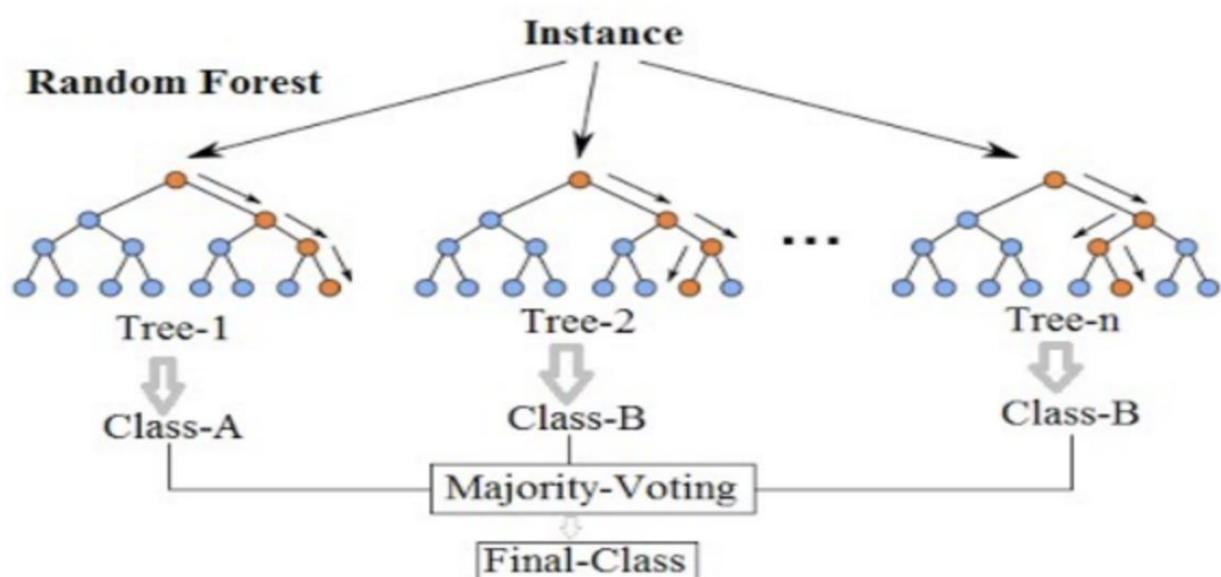 Instance
Random Forest
...
Tree-1
Tree-2
Tree-n
Class-A
Class-B
Class-B
Majority-Voting
Final-Class